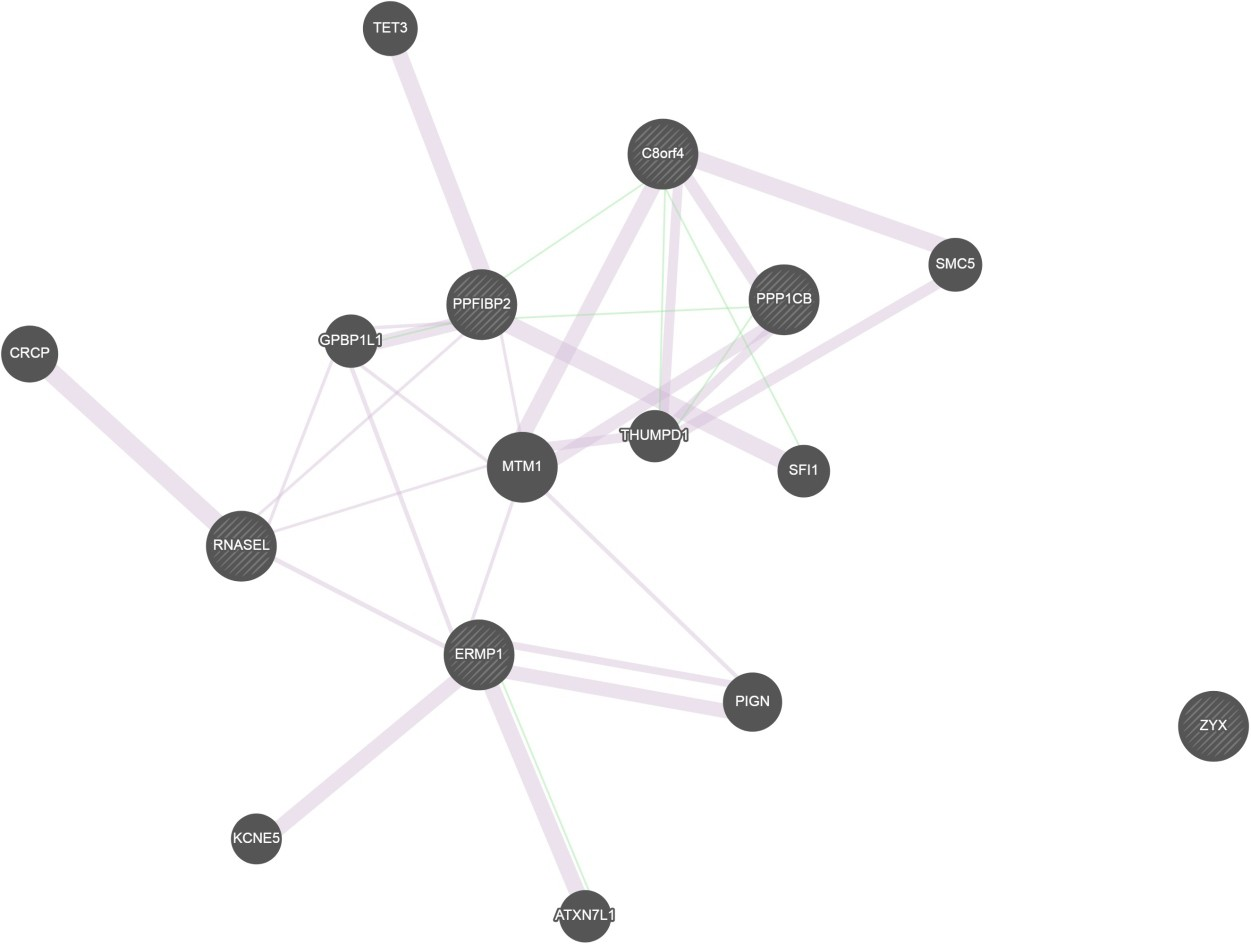 TET3
C8orf4
SMC5
PPP1CB
PPFIBP2
GPBP1L1
CRCP
THUMPD1
MTM1
SFI1
RNASEL
ERMP1
PIGN
ZYX
KCNE5
ATXN7L1